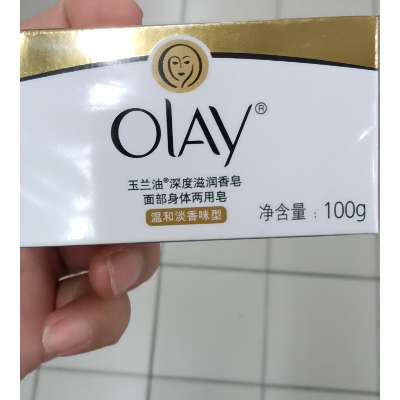 OLAY®
玉兰油®深度滋润香皂
面部身体两用皂
温和淡香味型
净含量：100g